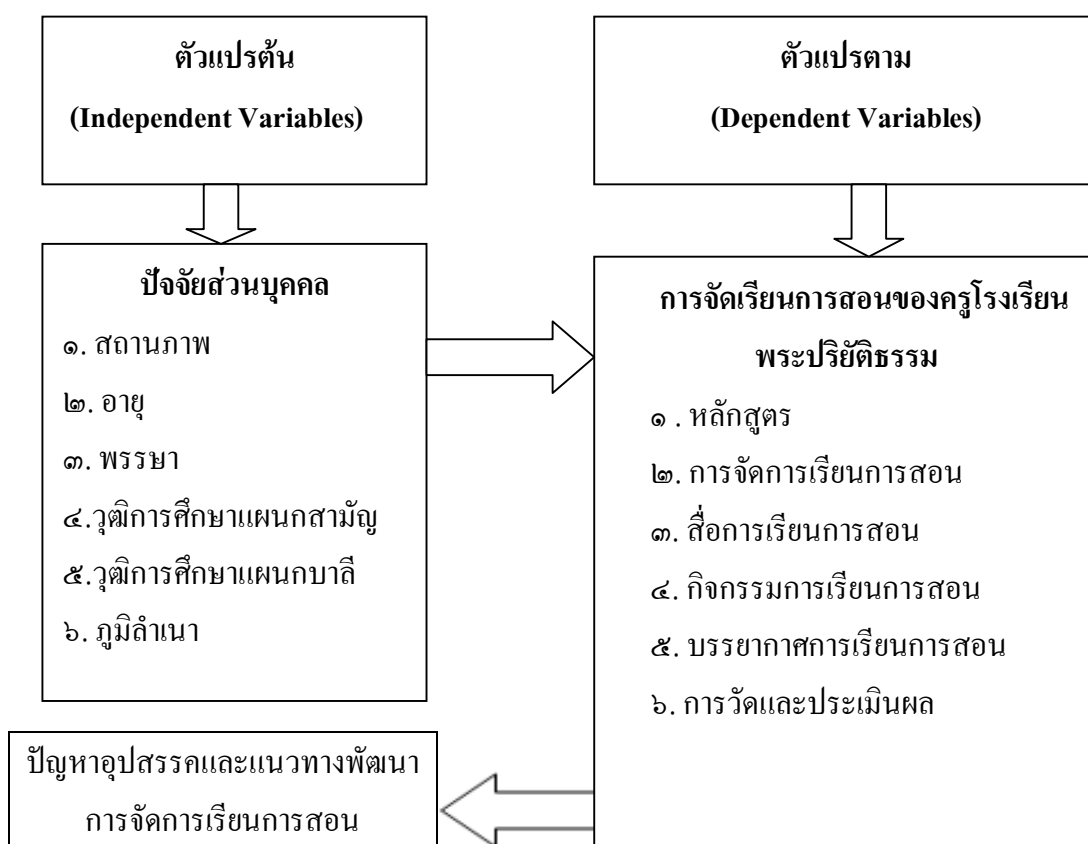 ตัวแปรต้น
(Independent Variables)
ตัวแปรตาม
(Dependent Variables)
ปัจจัยส่วนบุคคล
๑. สถานภาพ
๒. อายุ
๓. พรรษา
๔.วุฒิการศึกษาแผนกสามัญ
๕.วุฒิการศึกษาแผนกบาลี
๖. ภูมิลำเนา
การจัดเรียนการสอนของครูโรงเรียน
พระปริยัติธรรม
๑ . หลักสูตร
๒. การจัดการเรียนการสอน
๓. สื่อการเรียนการสอน
๔. กิจกรรมการเรียนการสอน
๕. บรรยากาศการเรียนการสอน
๖. การวัดและประเมินผล
ปัญหาอุปสรรคและแนวทางพัฒนา
การจัดการเรียนการสอน